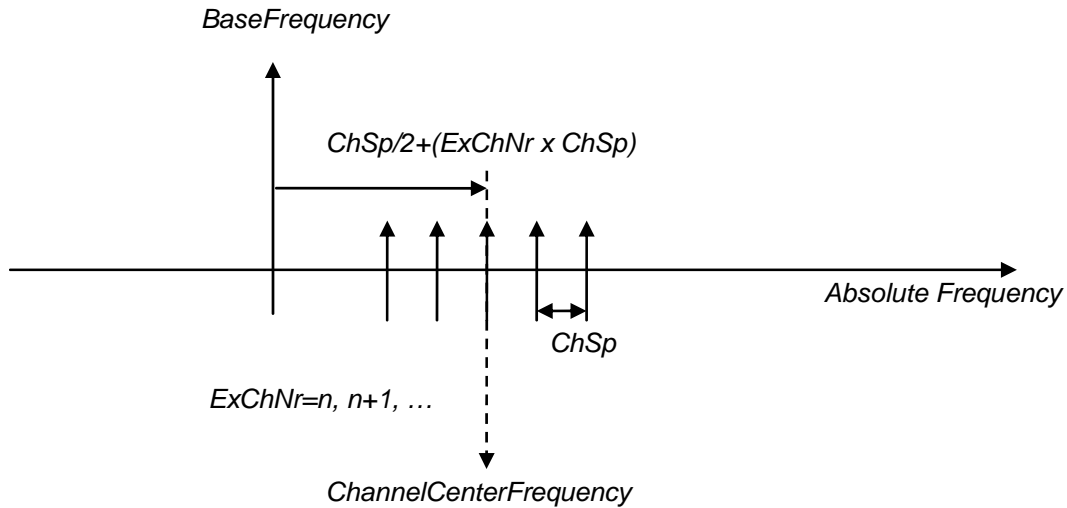 BaseFrequency
ChSp/2+(ExChNr x ChSp)
Absolute Frequency
ChSp
ExChNr=n, n+1, …
ChannelCenterFrequency